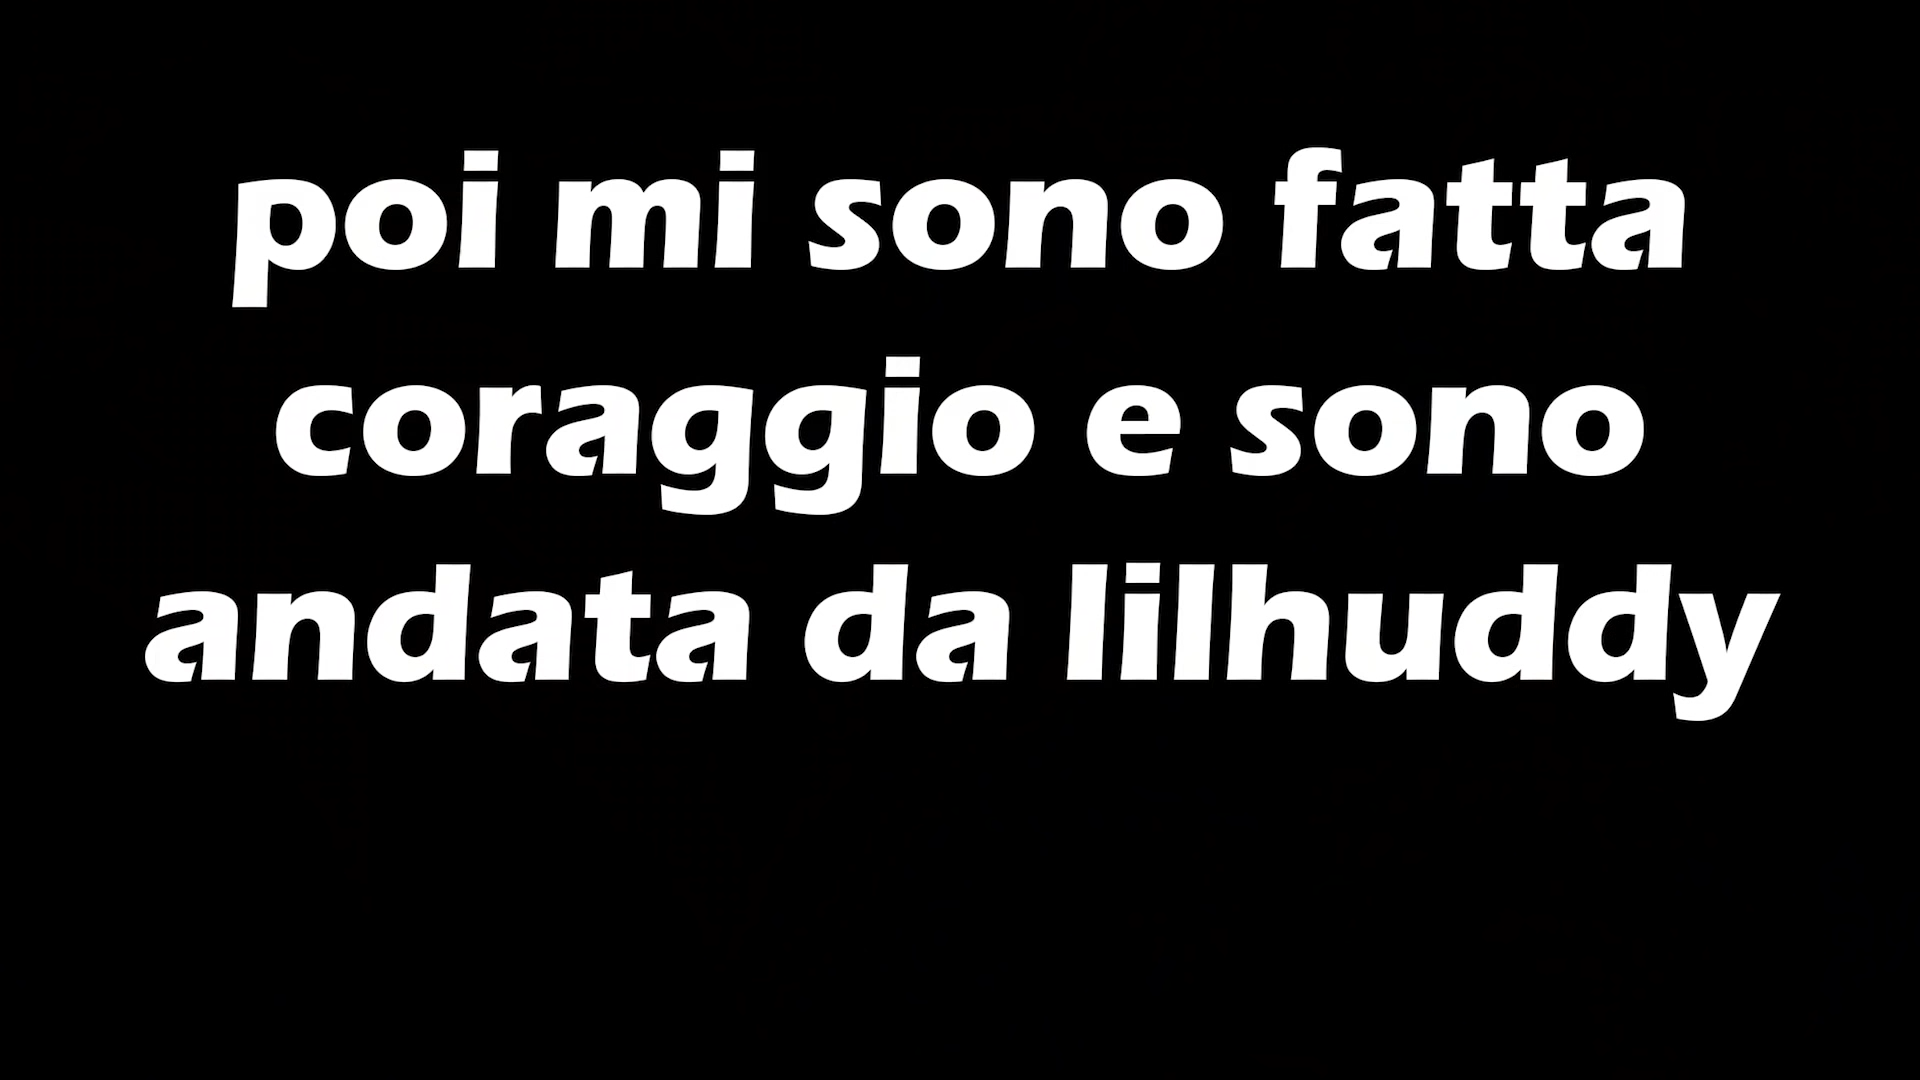 poi mi sono fatta
coraggio e sono
andata da lilhuddy